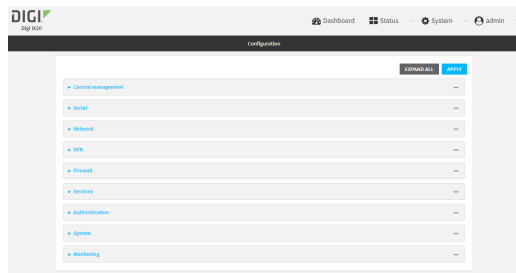 DIGI
Digi IX20
Dashboard Status System admin
Configuration
EXPAND ALL APPLY
Central management
Serial
Network
VPN
Firewall
Services
Authentication
System
Monitoring